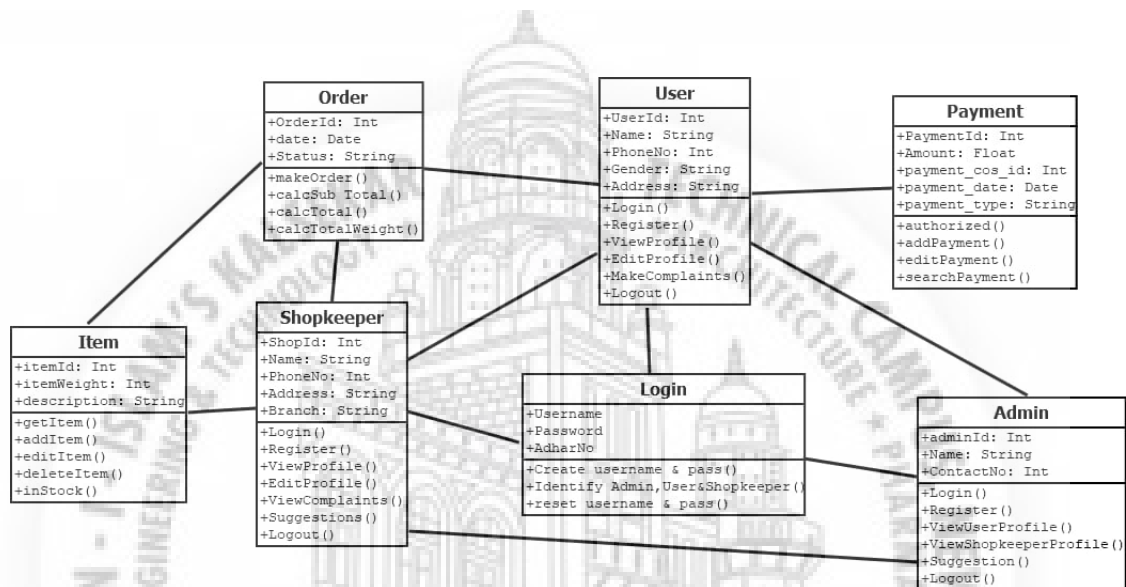 Order
+OrderId: Int
+date: Date
+Status: String
+makeOrder()
+calcSub Total()
+calcTotal()
+calcTotalWeight()
User
+UserId: Int
+Name: String
+PhoneNo: Int
+Gender: String
+Address: String
+Login()
+Register()
+ViewProfile()
+EditProfile()
+MakeComplaints()
+Logout()
Payment
+PaymentId: Int
+Amount: Float
+payment_cos_id: Int
+payment_date: Date
+payment_type: String
+authorized()
+addPayment()
+editPayment()
+searchPayment()
Item
+itemId: Int
+itemWeight: Int
+description: String
+getItem()
+addItem()
+editItem()
+deleteItem()
+inStock()
Shopkeeper
+ShopId: Int
+Name: String
+PhoneNo: Int
+Address: String
+Branch: String
+Login()
+Register()
+ViewProfile()
+EditProfile()
+ViewComplaints()
+Suggestions()
+Logout()
Login
+Username
+Password
+AdharNo
+Create username & pass()
+Identify Admin,User&Shopkeeper()
+reset username & pass()
Admin
+adminId: Int
+Name: String
+ContactNo: Int
+Login()
+Register()
+ViewUserProfile()
+ViewShopkeeperProfile()
+Suggestion()
+Logout()
TECHNICAL